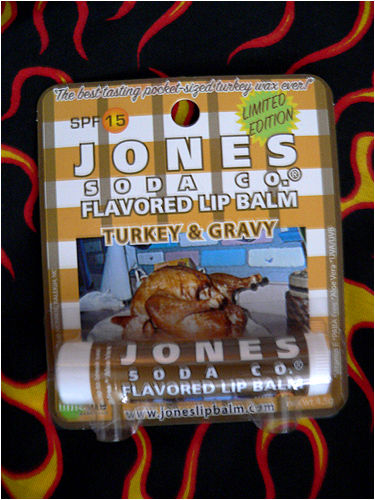 The best-tasting pocket-sized turkey wax ever!
LIMITED
EDITION
SPF 15
JONES
SODA CO.®
FLAVORED LIP BALM
TURKEY & GRAVY
JONES
SODA CO.®
FLAVORED LIP BALM
www.joneslipbalm.com